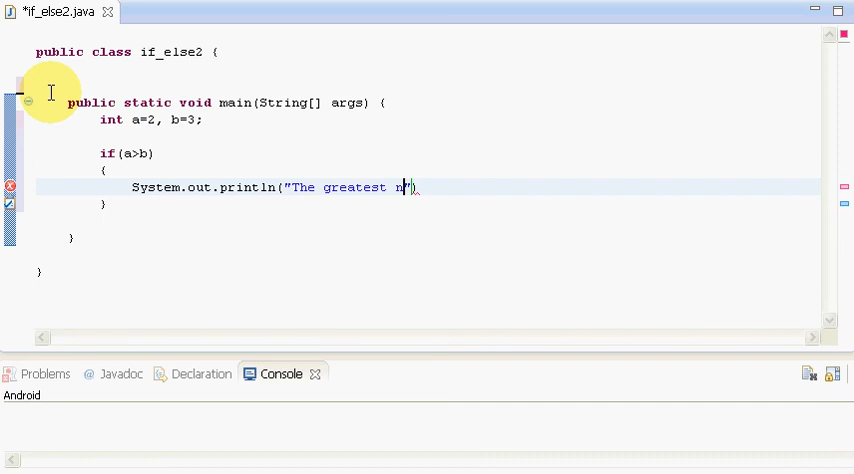 *if_else2.java
public class if_else2 {
public static void main(String[] args) {
int a=2, b=3;
if(a>b)
{
System.out.println("The greatest n")
}
}
}
Problems @ Javadoc Declaration Console
Android